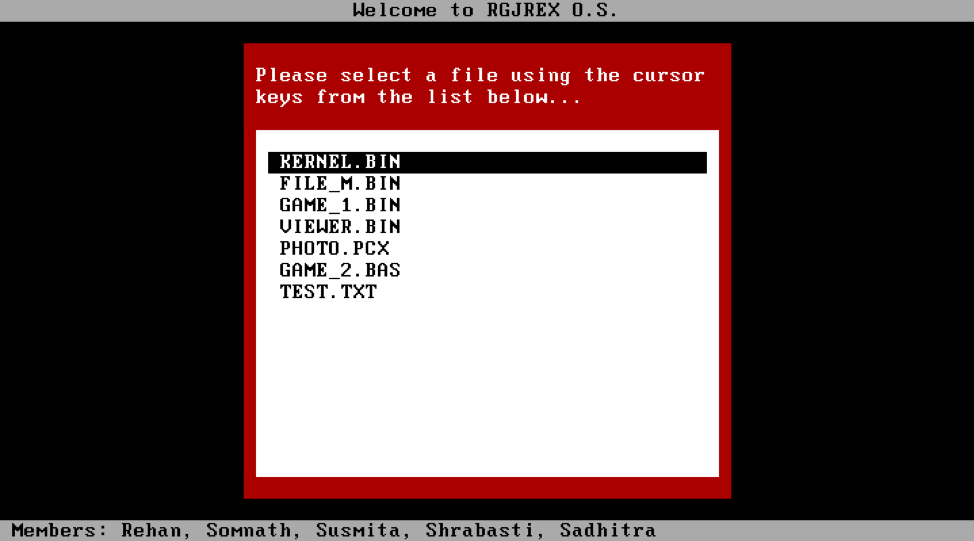 Welcome to RGJREX O.S.
Please select a file using the cursor
keys from the list below...
KERNEL.BIN
FILE_M.BIN
GAME_1.BIN
VIEWER.BIN
PHOTO.PCX
GAME_2.BAS
TEST.TXT
Members: Rehan, Somnath, Susmita, Shrabasti, Sadhitra